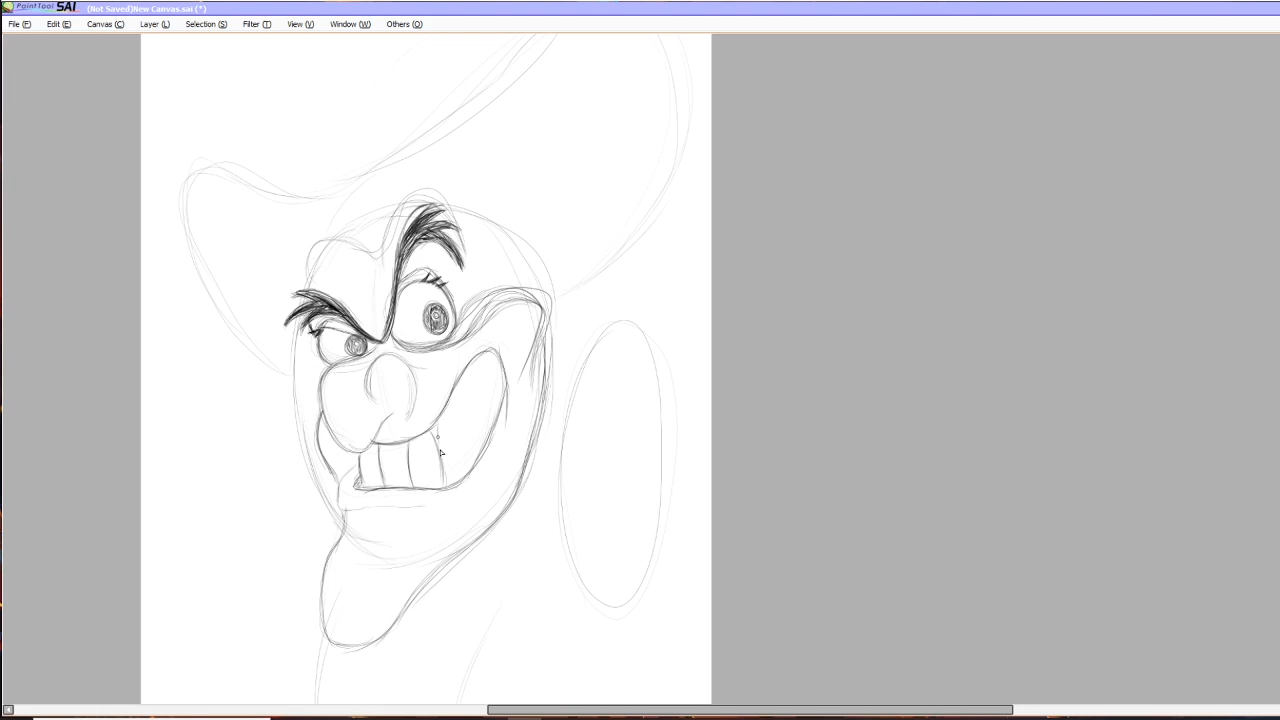 PaintTool SAI (Not Saved)New Canvas.sai (*)
File (F) Edit (E) Canvas (C) Layer (L) Selection (S) Filter (T) View (V) Window (W) Others (O)